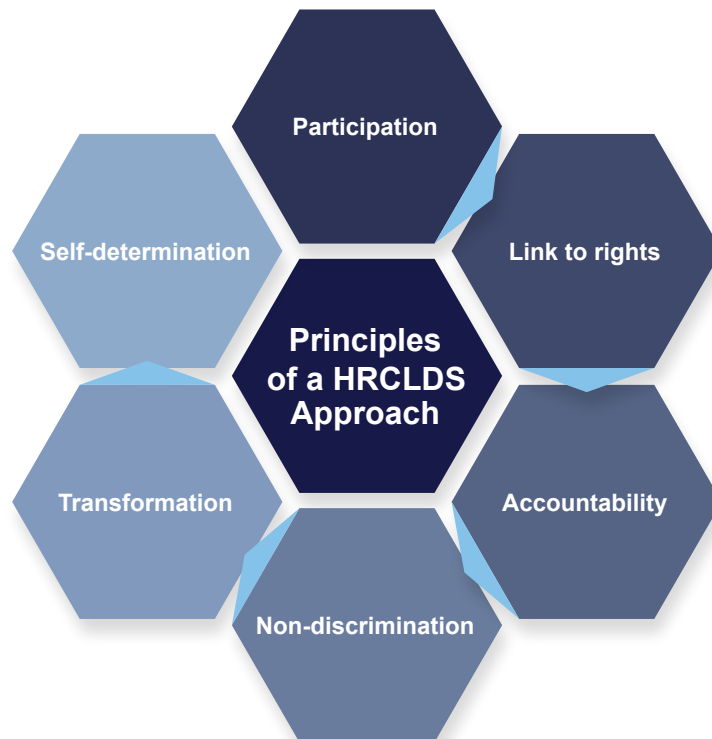 Participation
Link to rights
Accountability
Non-discrimination
Transformation
Self-determination
Principles
of a HRCLDS
Approach